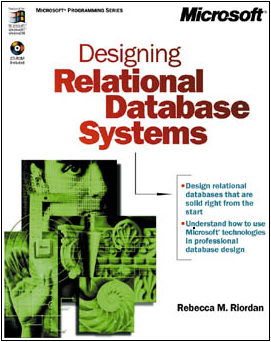 MICROSOFT PROGRAMMING SERIES
Microsoft
CD-ROM
Included
Designing
Relational
Database
Systems
• Design relational
databases that are
solid right from the
start
• Understand how to use
Microsoft® technologies
in professional
database design
Rebecca M. Riordan